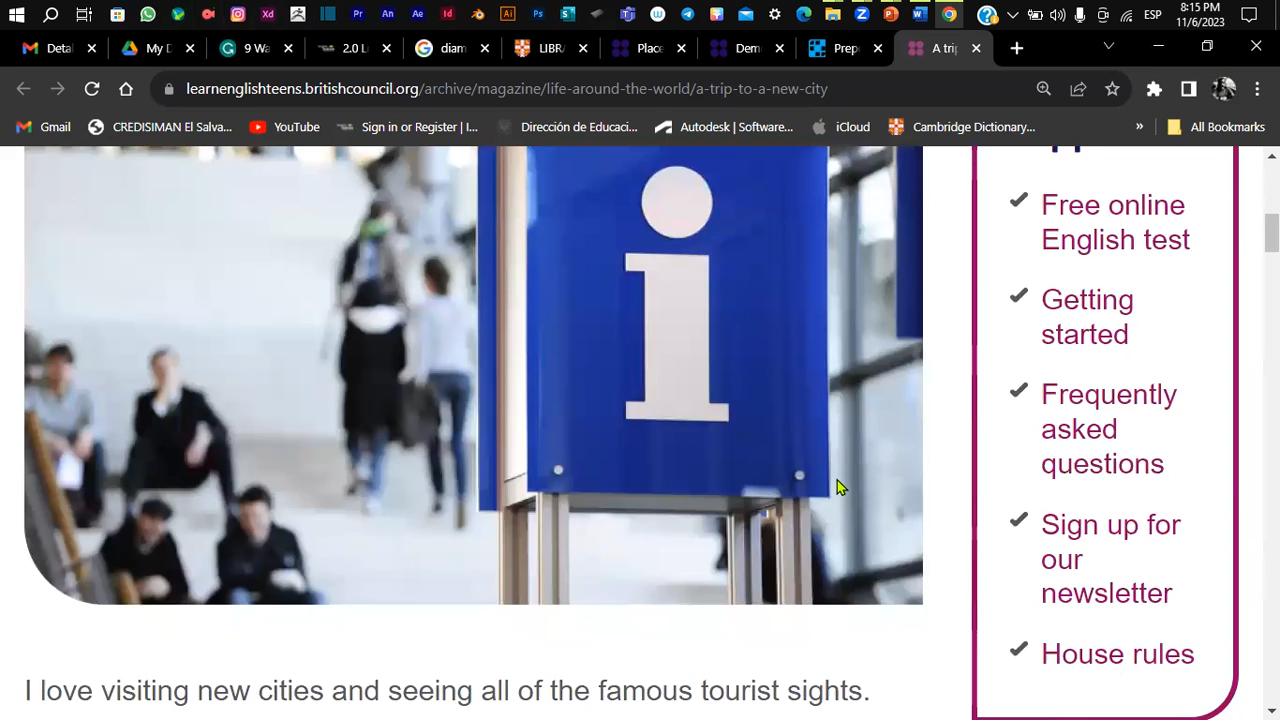 8:15 PM
ESP
11/6/2023
Detai
My D
9 Wa
2.0 L
diam
LIBRA
Place
Dem
Prep
A trip
learnenglishteens.britishcouncil.org/archive/magazine/life-around-the-world/a-trip-to-a-new-city
Gmail
CREDISIMAN El Salva...
YouTube
Sign in or Register | I...
Dirección de Educaci...
Autodesk | Software...
iCloud
Cambridge Dictionary...
»
All Bookmarks
i
Free online
English test
Getting
started
Frequently
asked
questions
Sign up for
our
newsletter
House rules
I love visiting new cities and seeing all of the famous tourist sights.